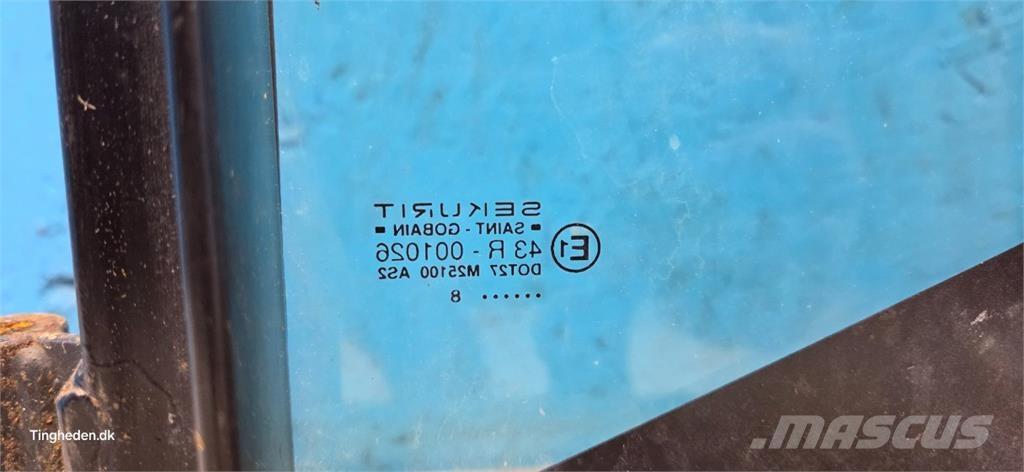 SEKURIT
SAINT - GOBAIN
E1 43 R - 001026
DOT27 M25100 AS2
...... 8
Tingheden.dk
MASCUS